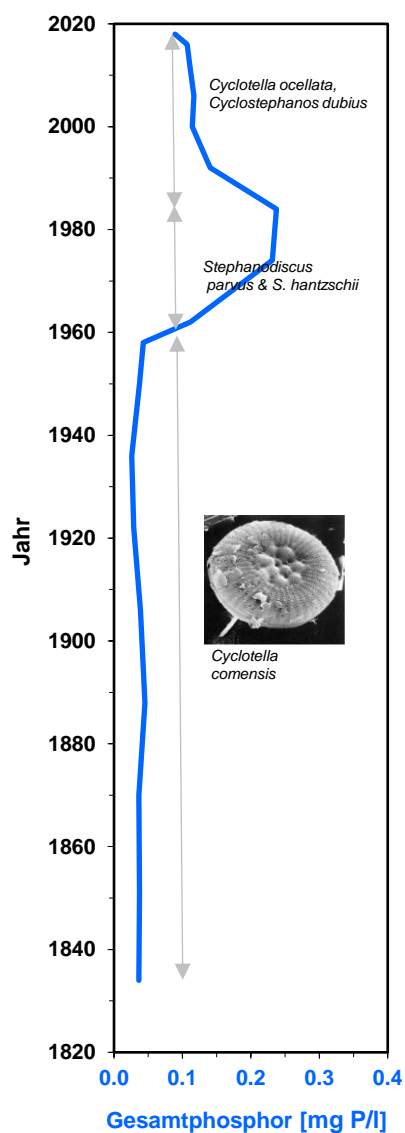 2020
Cyclotella ocellata,
Cyclostephanos dubius
2000
1980
Stephanodiscus
parvus & S. hantzschii
1960
1940
Jahr
1920
Cyclotella
comensis
1900
1880
1860
1840
1820
0.0 0.1 0.2 0.3 0.4
Gesamtphosphor [mg P/l]